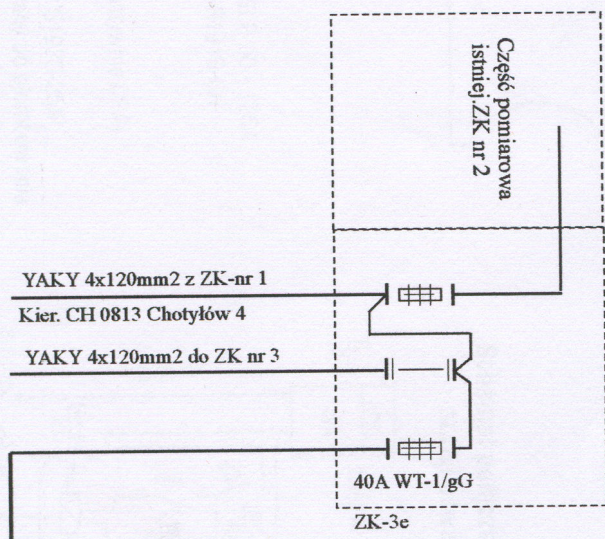 Część pomiarowa
istniej.ZK nr 2
YAKY 4x120mm2 z ZK-nr 1
Kier. CH 0813 Chotyłów 4
YAKY 4x120mm2 do ZK nr 3
40A WT-1/gG
ZK-3e